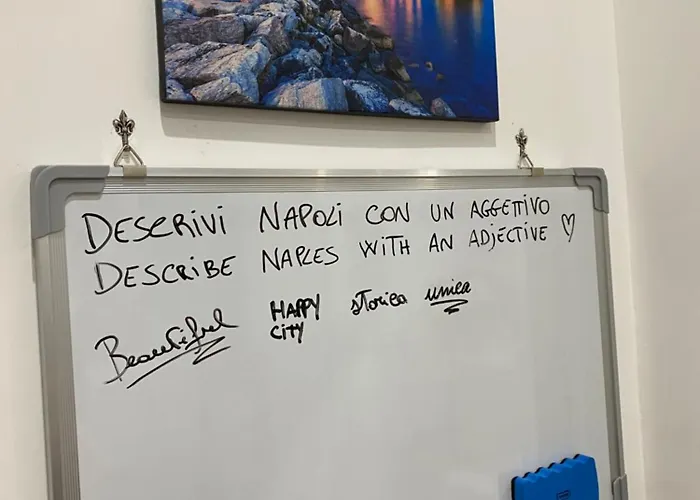 DESCRIVI NAPOLI CON UN AGGETTIVO
DESCRIBE NAPLES WITH AN ADJECTIVE ♡
Beautiful HAPPY storica unica
CITY